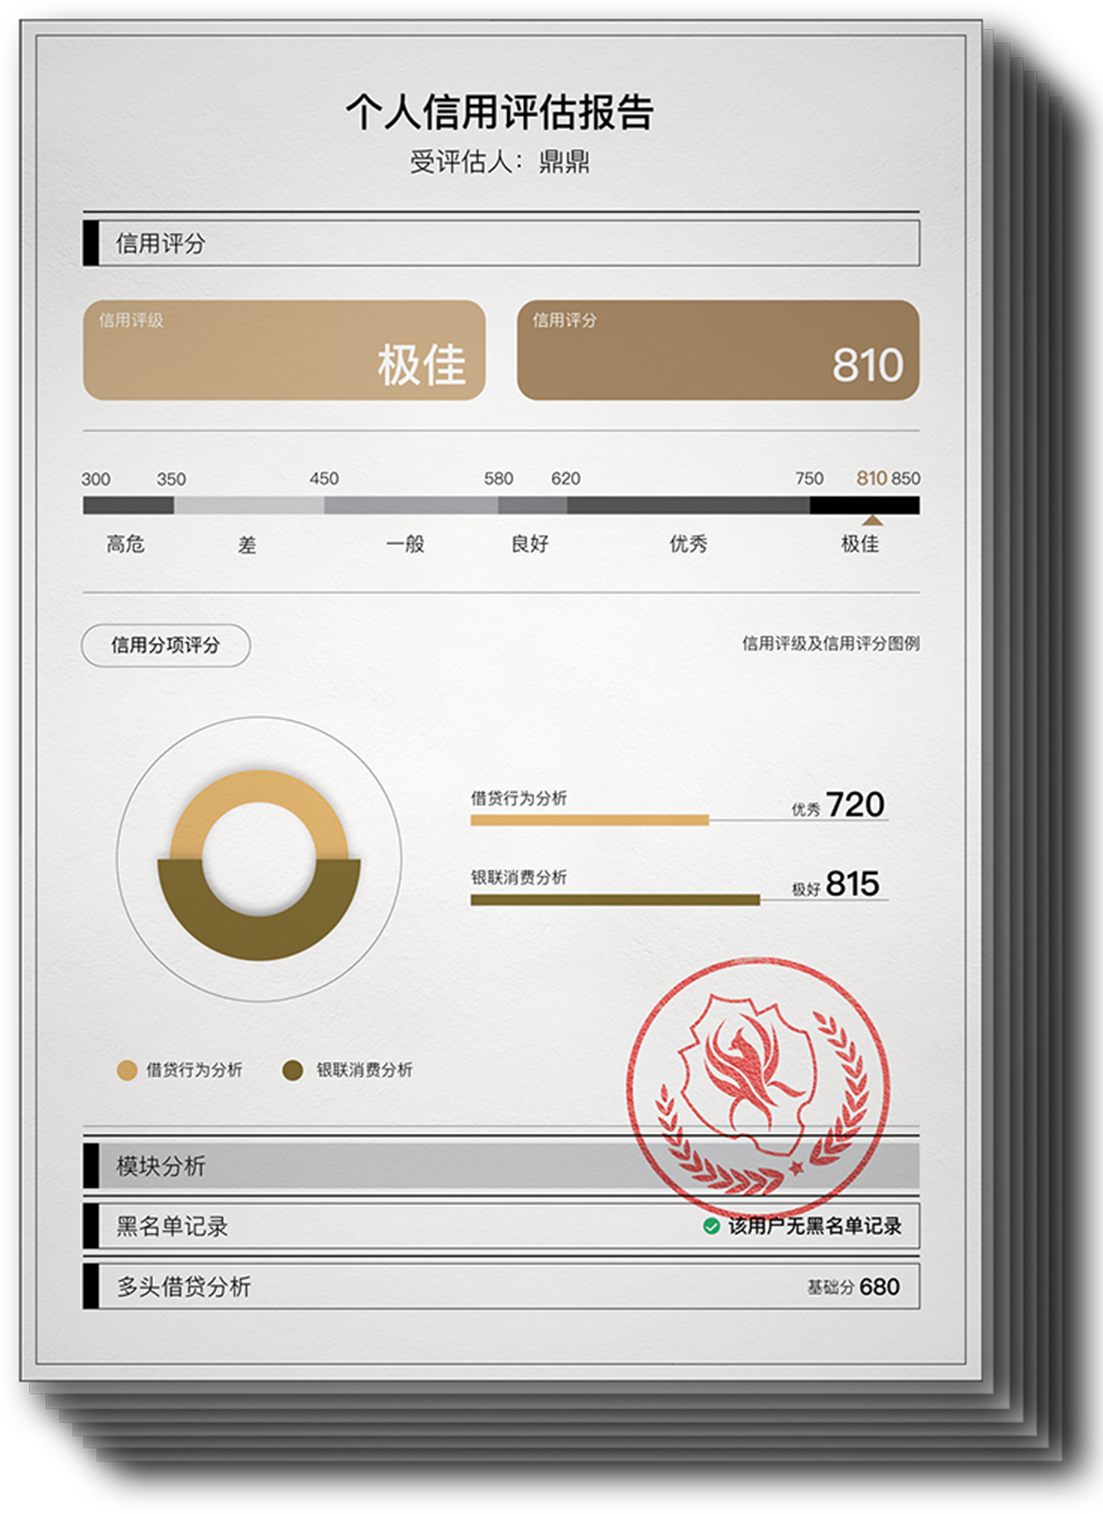 个人信用评估报告
受评估人：鼎鼎
信用评分
信用评级
极佳
信用评分
810
300 350 450 580 620 750 810 850
高危 差 一般 良好 优秀 极佳
信用分项评分
信用评级及信用评分图例
借贷行为分析 优秀 720
银联消费分析 极好 815
借贷行为分析 银联消费分析
模块分析
黑名单记录 该用户无黑名单记录
多头借贷分析 基础分 680